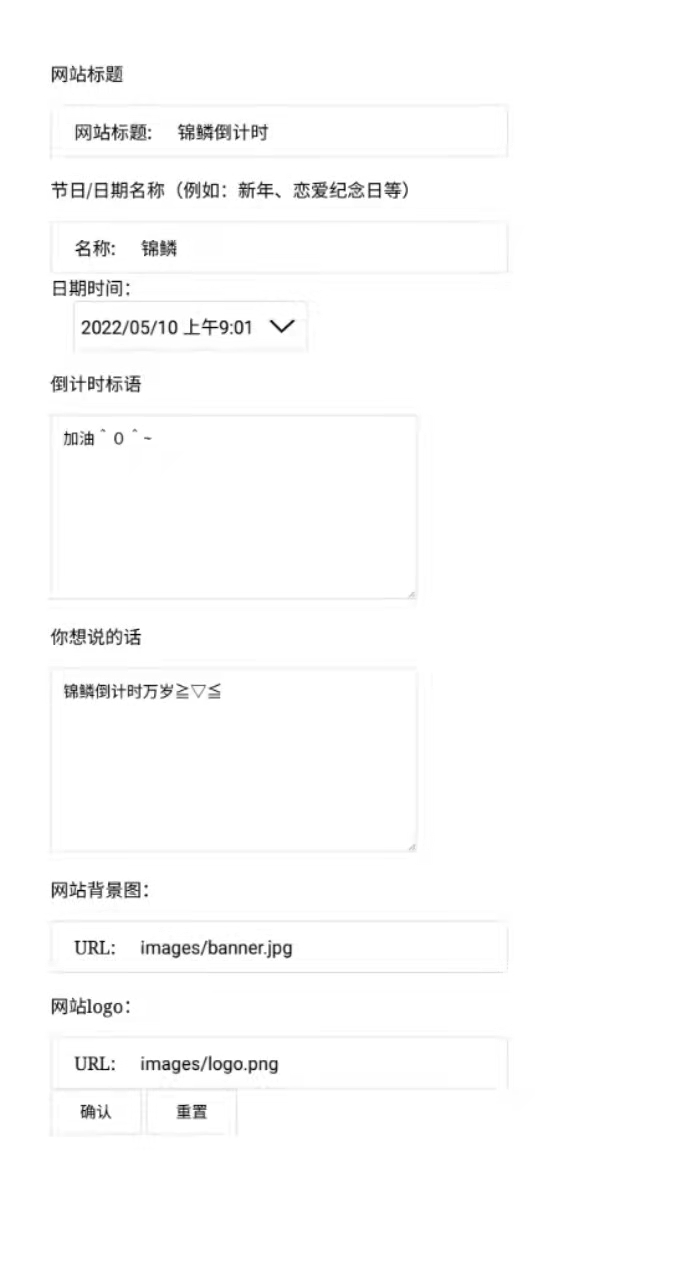 网站标题
网站标题: 锦鳞倒计时
节日/日期名称（例如：新年、恋爱纪念日等）
名称: 锦鳞
日期时间：
2022/05/10 上午9:01
倒计时标语
加油＾０＾~
你想说的话
锦鳞倒计时万岁≧▽≦
网站背景图：
URL: images/banner.jpg
网站logo：
URL: images/logo.png
确认 重置